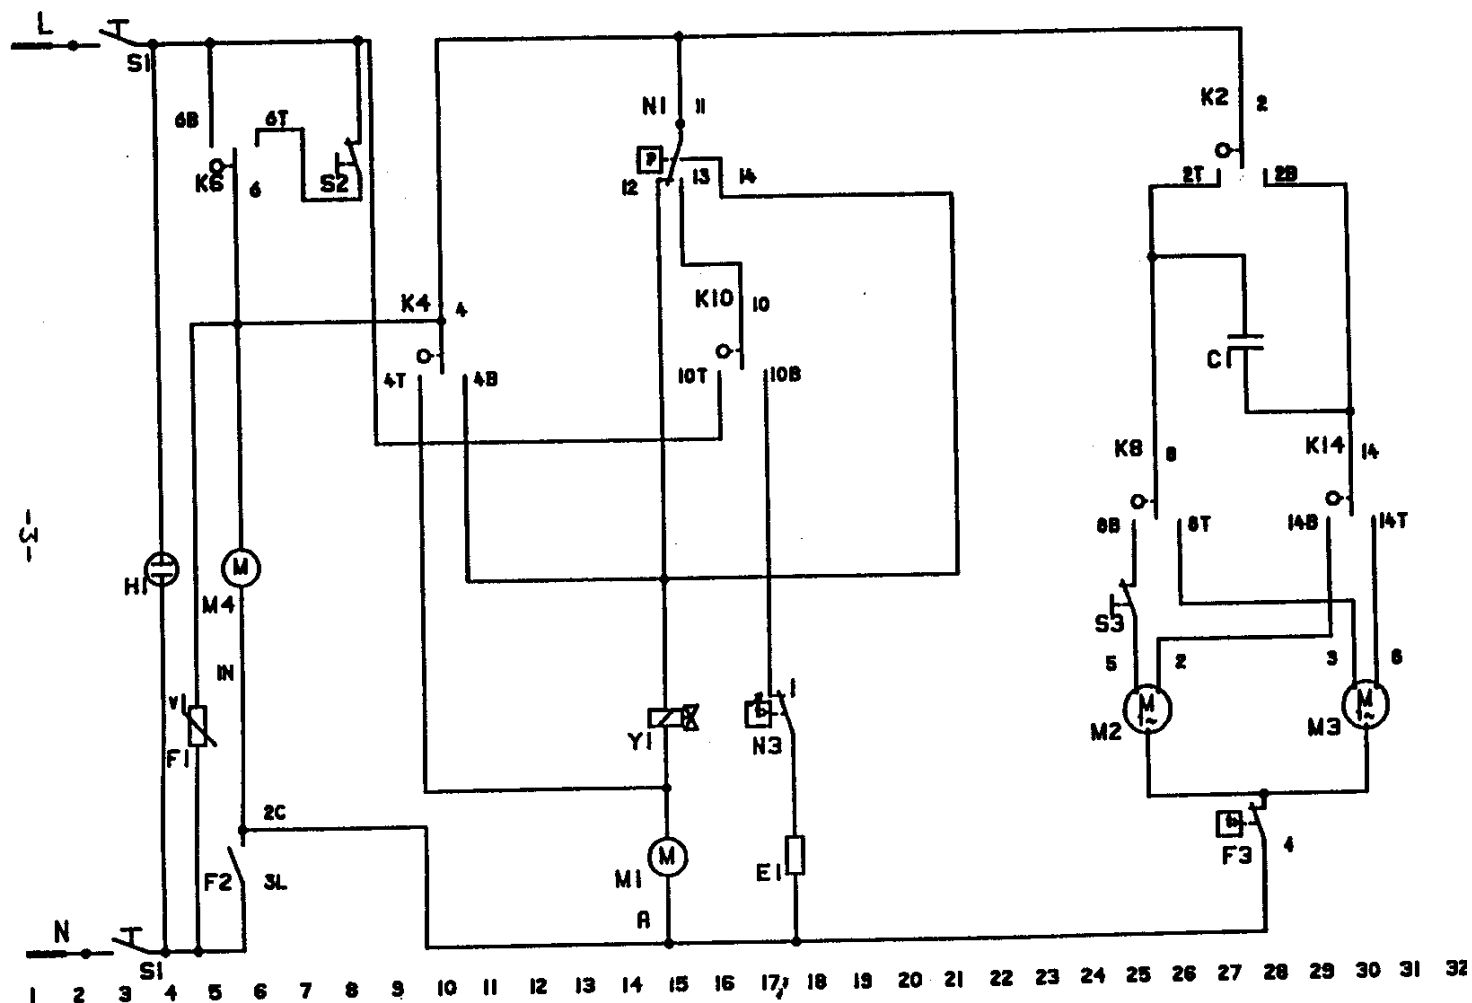 L
S1
N1 11
K2 2
6B 6T
P
K6 6 S2
12 13 14
2T 2B
K10 10
K4 4
C1
4T 4B 10T 10B
K8 8 K14 14
8B 8T 14B 14T
-3-
H1 M
M4
S3
1N 5 2 3 6
V 1
M~ M~
F1 Y1 N3 M2 M3
2C
F3 4
M
F2 3L M1 E1
A
N
S1
1 2 3 4 5 6 7 8 9 10 11 12 13 14 15 16 17 18 19 20 21 22 23 24 25 26 27 28 29 30 31 32